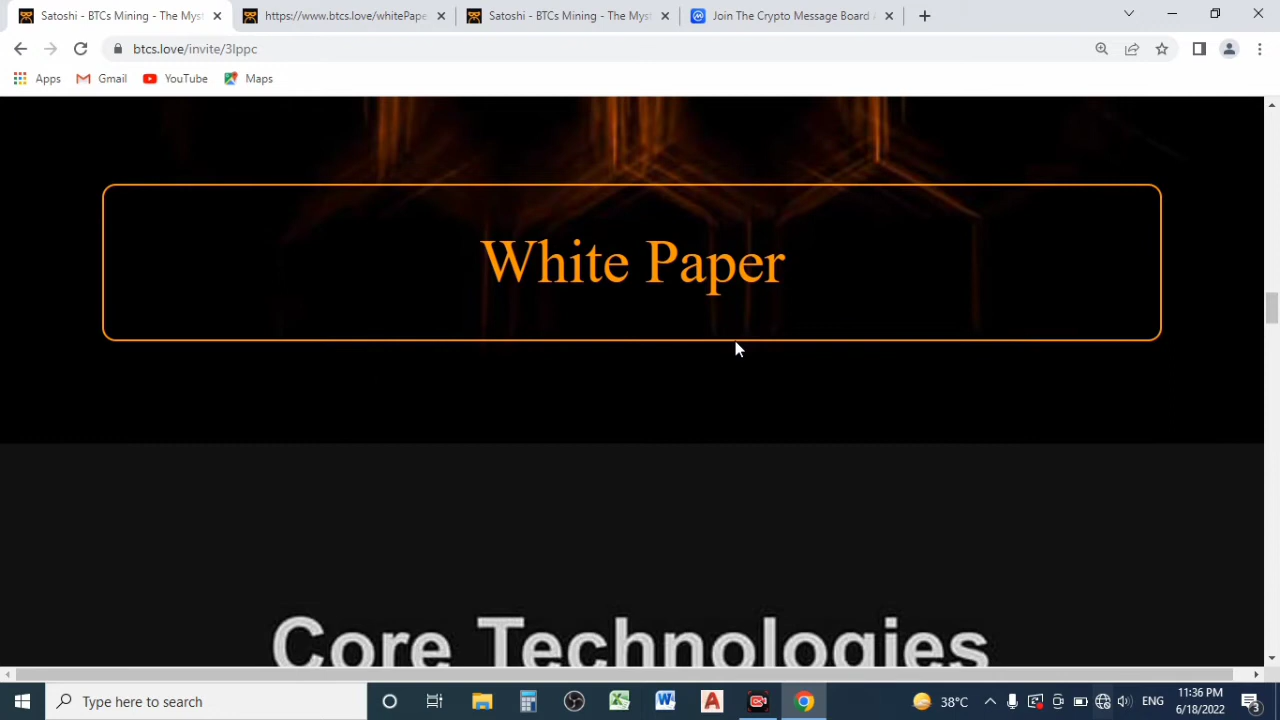 Satoshi - BTCs Mining - The Myst
https://www.btcs.love/whitePap
Satoshi - BTCs Mining - The Myst
Join The Crypto Message Board
btcs.love/invite/3lppc
Apps
Gmail
YouTube
Maps
White Paper
Core Technologies
Type here to search
38°C
ENG
11:36 PM
6/18/2022
3